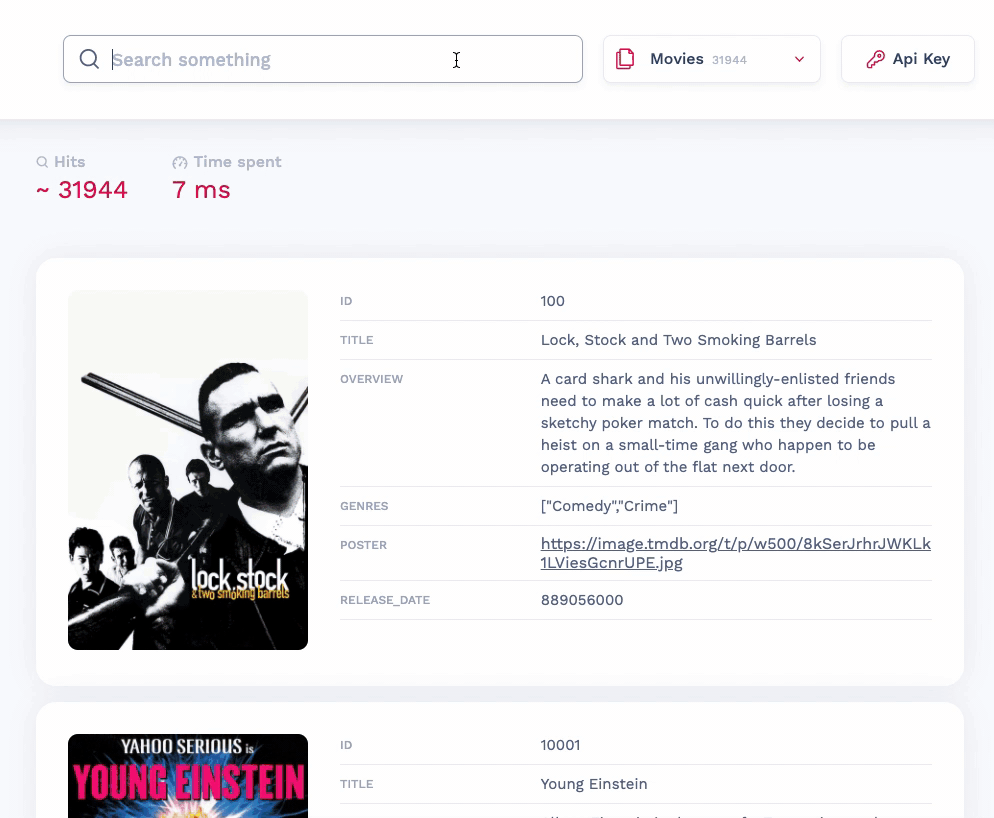 Search something
Movies 31944
Api Key
Hits
Time spent
~ 31944
7 ms
ID
100
TITLE
Lock, Stock and Two Smoking Barrels
OVERVIEW
A card shark and his unwillingly-enlisted friends
need to make a lot of cash quick after losing a
sketchy poker match. To do this they decide to pull a
heist on a small-time gang who happen to be
operating out of the flat next door.
GENRES
["Comedy","Crime"]
POSTER
https://image.tmdb.org/t/p/w500/8kSerJrhrJWKLk
1LViesGcnrUPE.jpg
RELEASE_DATE
889056000
lock, stock
& two smoking barrels
YAHOO SERIOUS is
YOUNG EINSTEIN
ID
10001
TITLE
Young Einstein